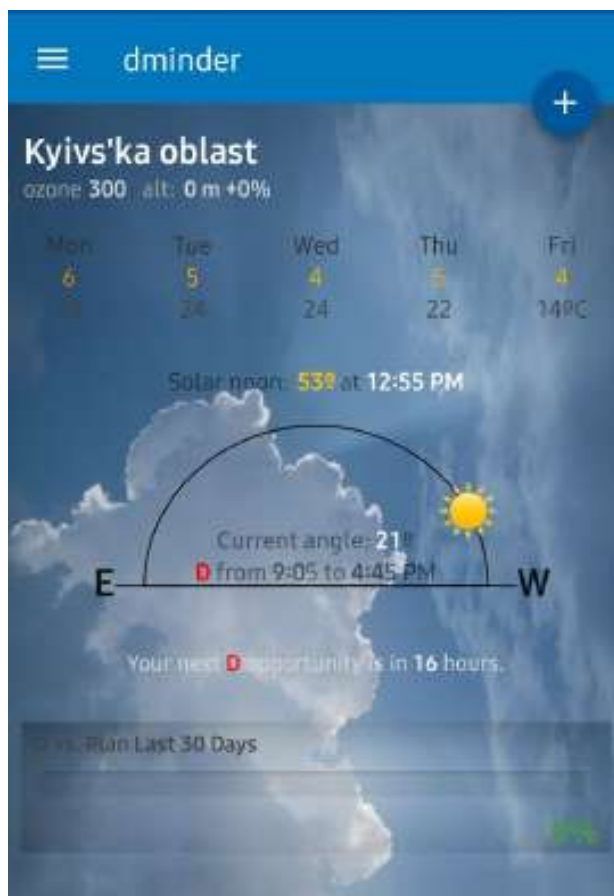 dminder
+
Kyivs'ka oblast
ozone 300 alt: 0 m +0%
Mon Tue Wed Thu Fri
6 5 4 5 4
24 24 22 14ºC
Solar noon: 53º at 12:55 PM
Current angle: 21º
D from 9:05 to 4:45 PM
E W
Your next D opportunity is in 16 hours.
Plan Last 30 Days